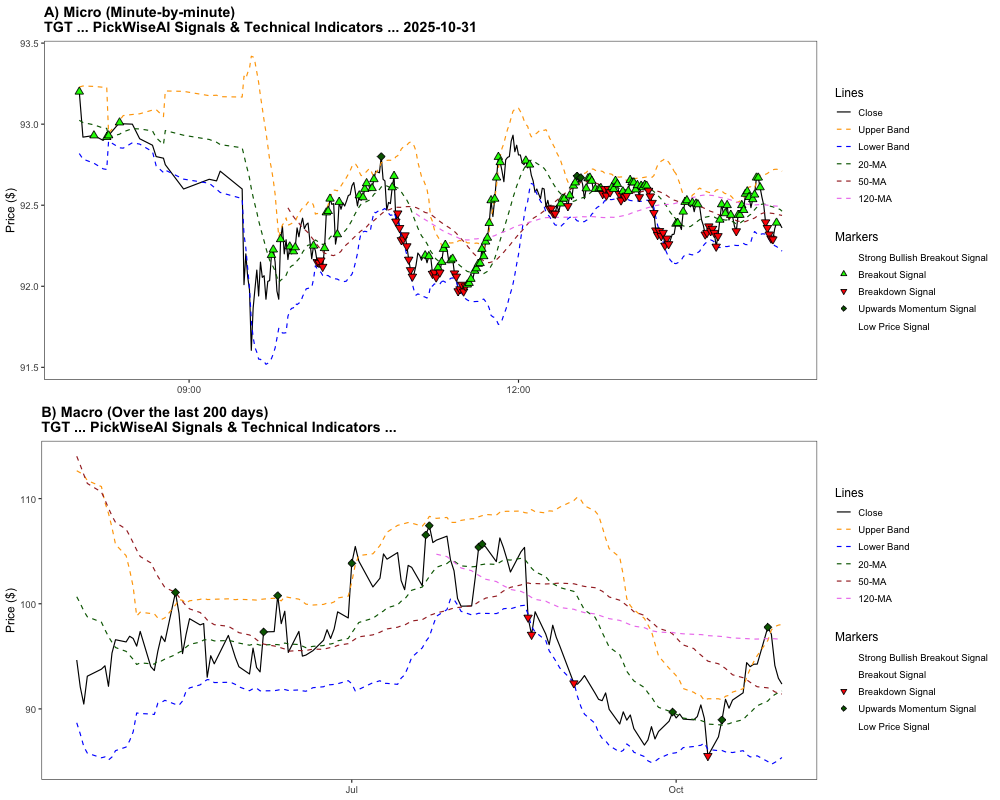 A) Micro (Minute-by-minute)
TGT ... PickWiseAI Signals & Technical Indicators ... 2025-10-31
93.5
93.0
92.5
92.0
91.5
Price ($)
09:00
12:00
Lines
Close
Upper Band
Lower Band
20-MA
50-MA
120-MA
Markers
Strong Bullish Breakout Signal
Breakout Signal
Breakdown Signal
Upwards Momentum Signal
Low Price Signal
B) Macro (Over the last 200 days)
TGT ... PickWiseAI Signals & Technical Indicators ...
110
100
90
Price ($)
Jul
Oct
Lines
Close
Upper Band
Lower Band
20-MA
50-MA
120-MA
Markers
Strong Bullish Breakout Signal
Breakout Signal
Breakdown Signal
Upwards Momentum Signal
Low Price Signal